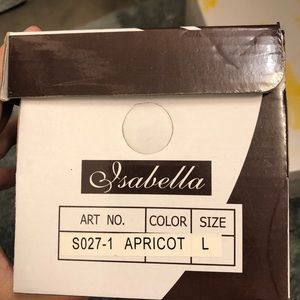 Isabella
ART NO. COLOR SIZE
S027-1 APRICOT L